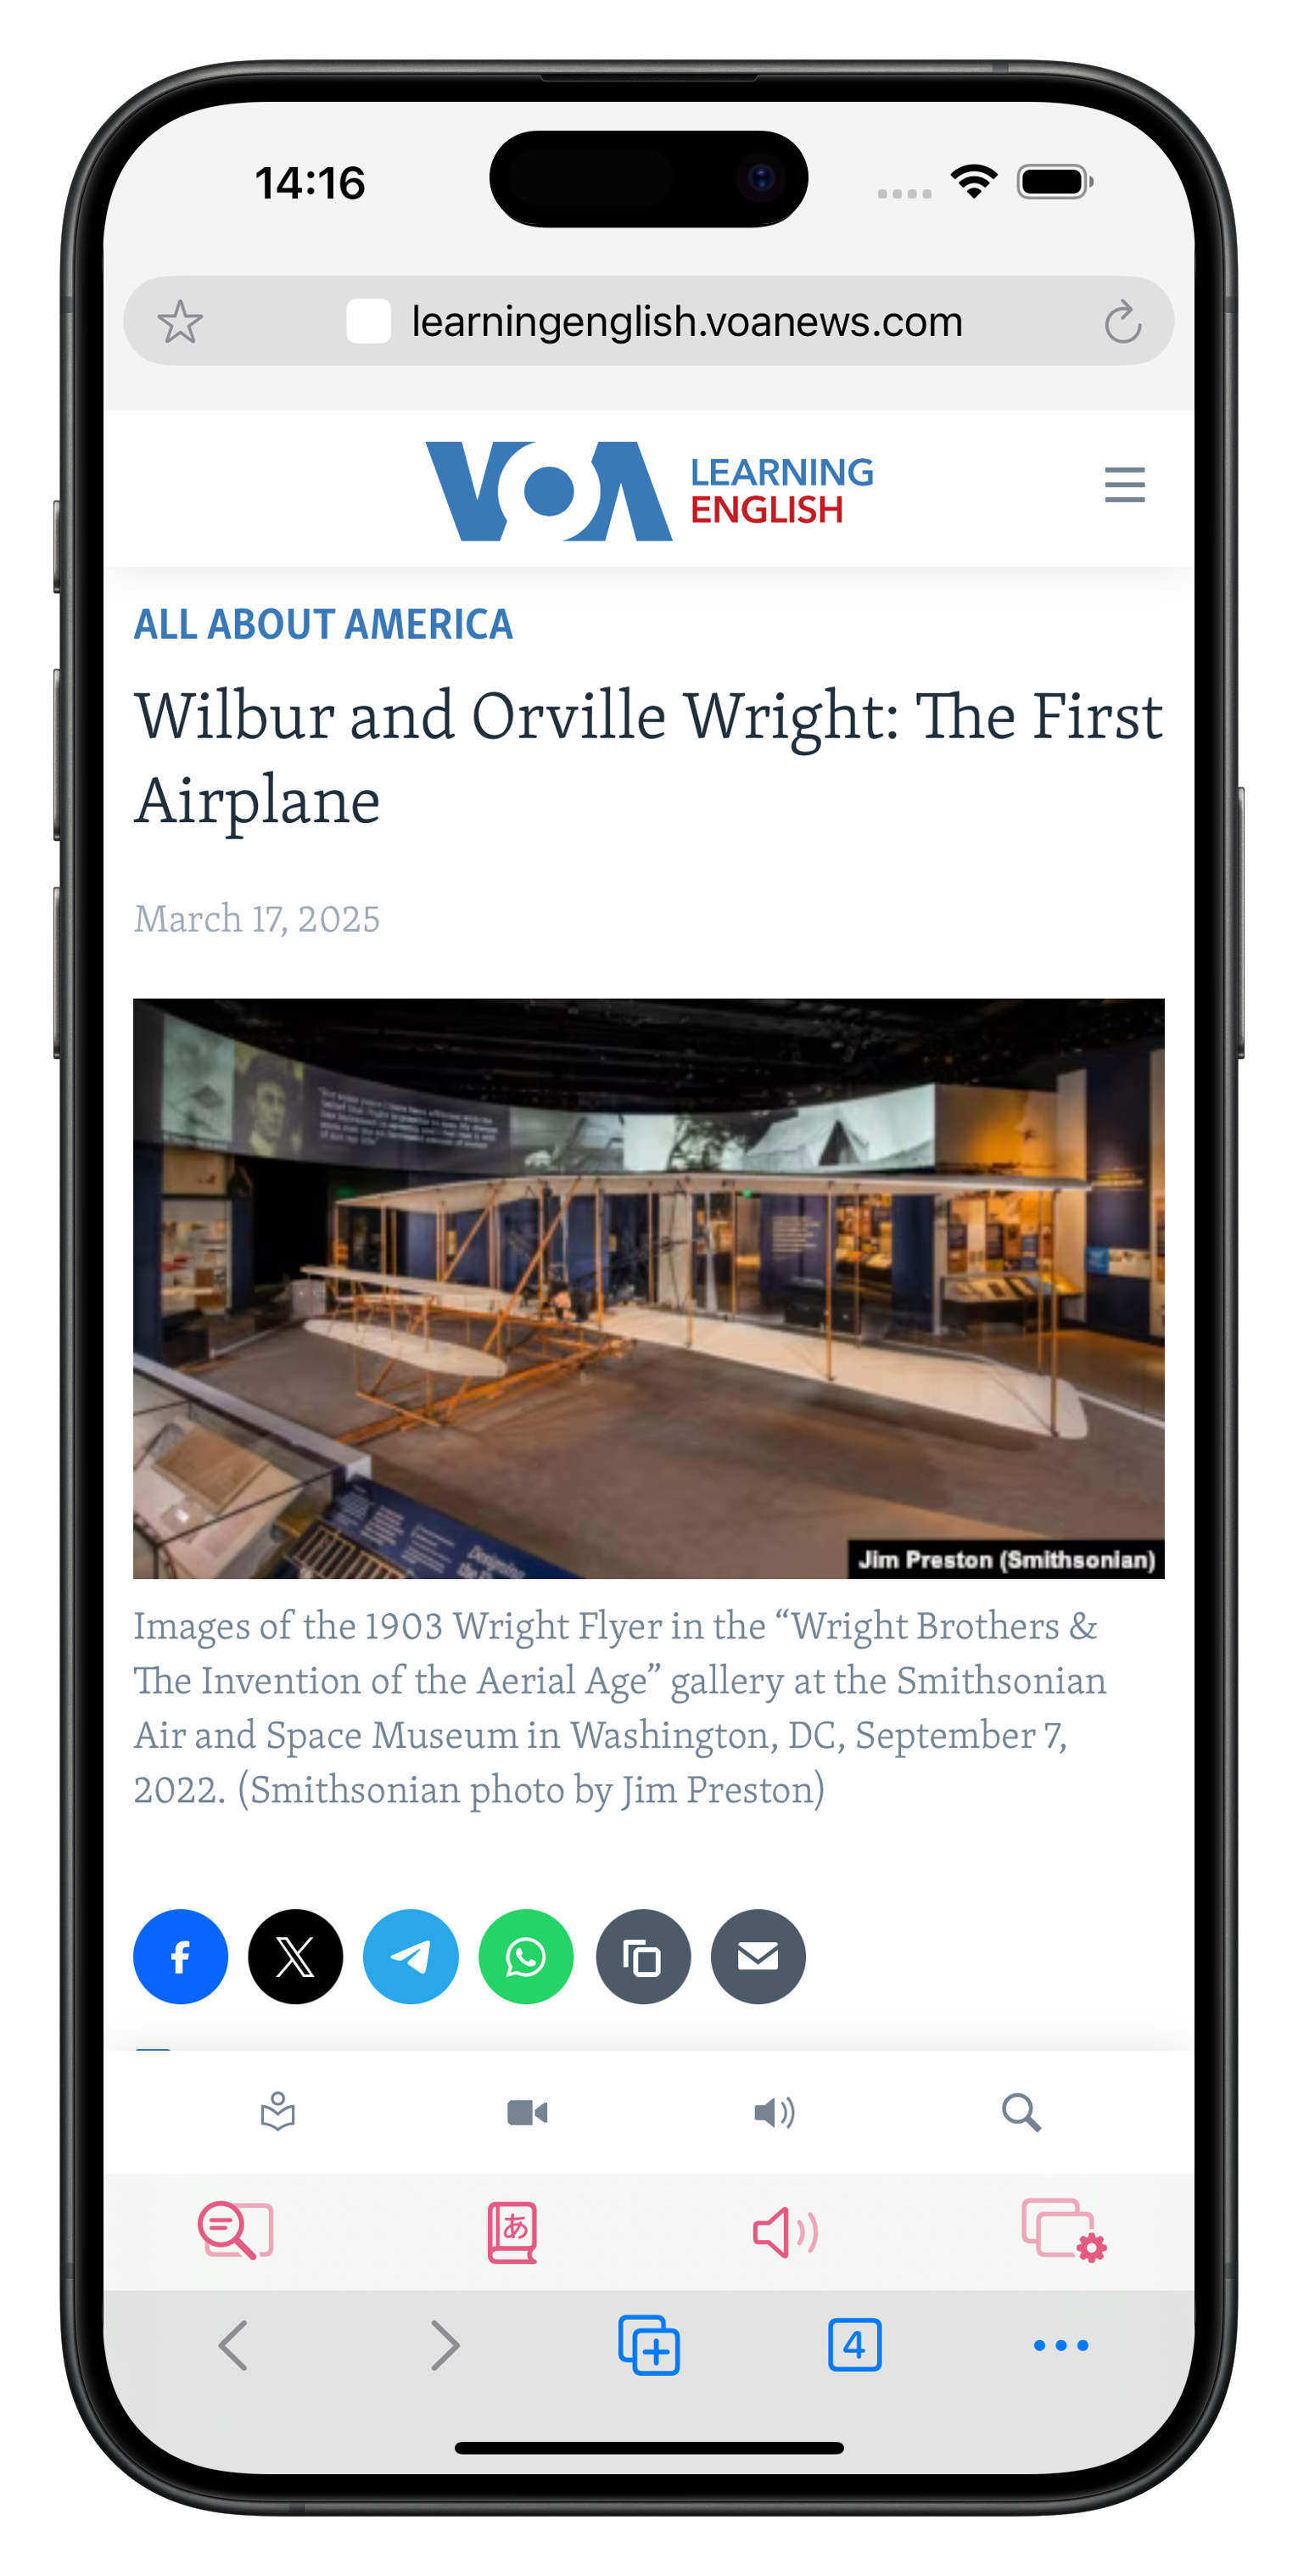 14:16
learningenglish.voanews.com
VOA LEARNING
ENGLISH
ALL ABOUT AMERICA
Wilbur and Orville Wright: The First
Airplane
March 17, 2025
Jim Preston (Smithsonian)
Images of the 1903 Wright Flyer in the “Wright Brothers &
The Invention of the Aerial Age” gallery at the Smithsonian
Air and Space Museum in Washington, DC, September 7,
2022. (Smithsonian photo by Jim Preston)
あ
4